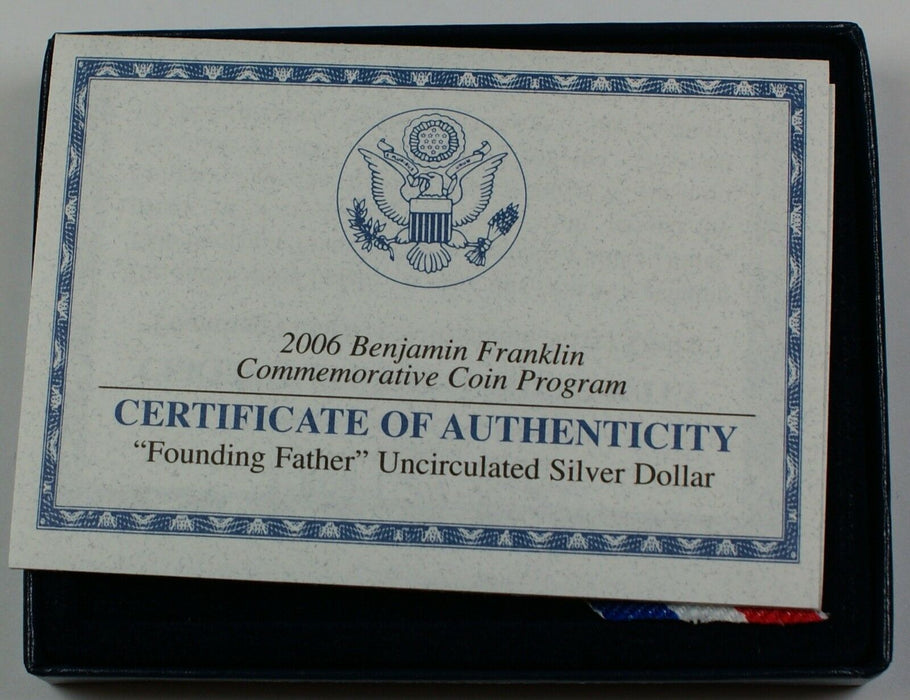 2006 Benjamin Franklin
Commemorative Coin Program
CERTIFICATE OF AUTHENTICITY
“Founding Father” Uncirculated Silver Dollar